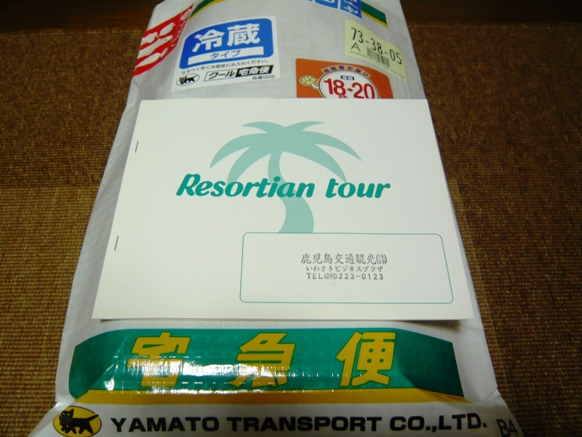 冷蔵
タイプ
クール宅急便
73-38-05
A
18-20
Resortian tour
鹿児島交通観光㈱
いわさきビジネスプラザ
TEL(099)223-0123
宅急便
YAMATO TRANSPORT CO.,LTD.
B4